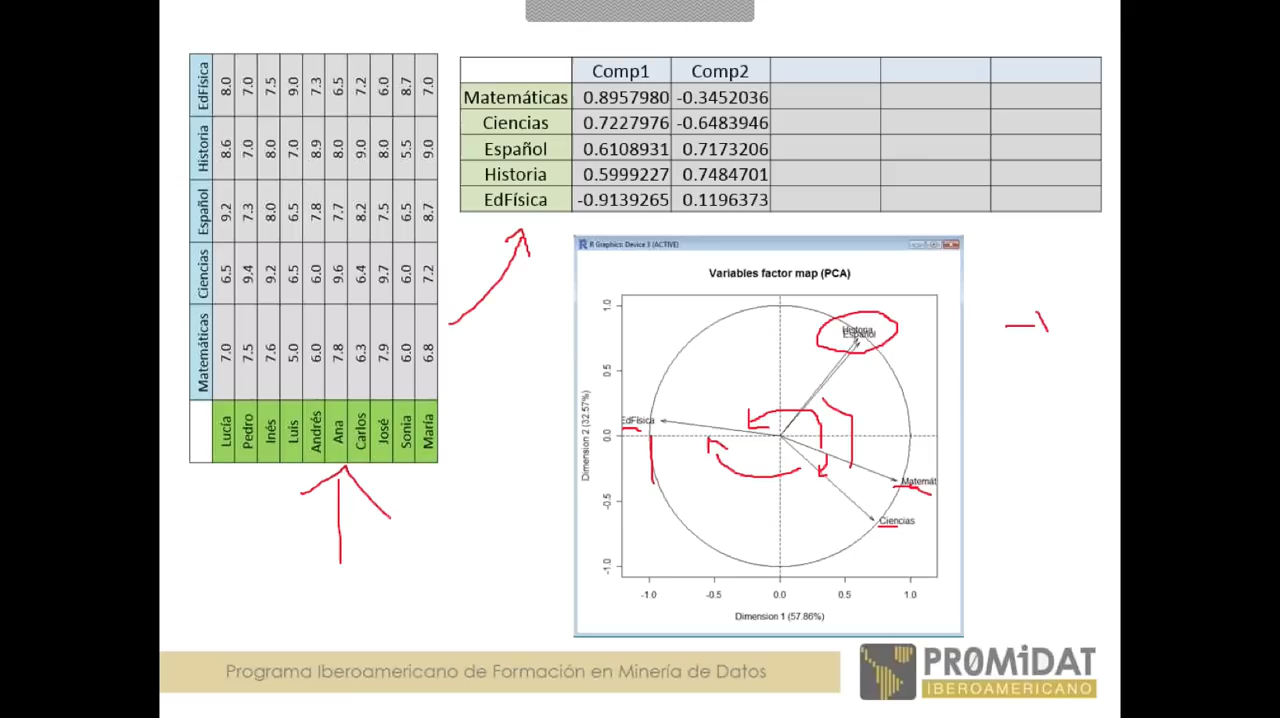 EdFísica 8.0 7.0 7.5 9.0 7.3 6.5 7.2 6.0 8.7 7.0
Historia 8.6 7.0 8.0 7.0 8.9 8.0 9.0 8.0 5.5 9.0
Español 9.2 7.3 8.0 6.5 7.8 7.7 8.2 7.5 6.5 8.7
Ciencias 6.5 9.4 9.2 6.5 6.0 9.6 6.4 9.7 6.0 7.2
Matemáticas 7.0 7.5 7.6 5.0 6.0 7.8 6.3 7.9 6.0 6.8
Lucía Pedro Inés Luis Andrés Ana Carlos José Sonia María
Comp1 Comp2
Matemáticas 0.8957980 -0.3452036
Ciencias 0.7227976 -0.6483946
Español 0.6108931 0.7173206
Historia 0.5999227 0.7484701
EdFísica -0.9139265 0.1196373
R Graphics: Device 3 (ACTIVE)
Variables factor map (PCA)
Historia
Español
EdFísica
Matemát
Ciencias
1.0
0.5
0.0
-0.5
-1.0
Dimension 2 (32.57%)
-1.0 -0.5 0.0 0.5 1.0
Dimension 1 (57.86%)
Programa Iberoamericano de Formación en Minería de Datos
PROMiDAT
IBEROAMERICANO